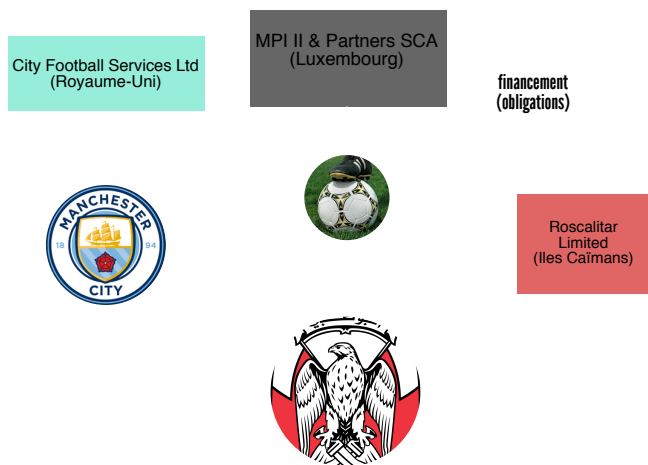 City Football Services Ltd
(Royaume-Uni)
MPI II & Partners SCA
(Luxembourg)
financement
(obligations)
MANCHESTER
18 94
CITY
Roscalitar
Limited
(Iles Caïmans)